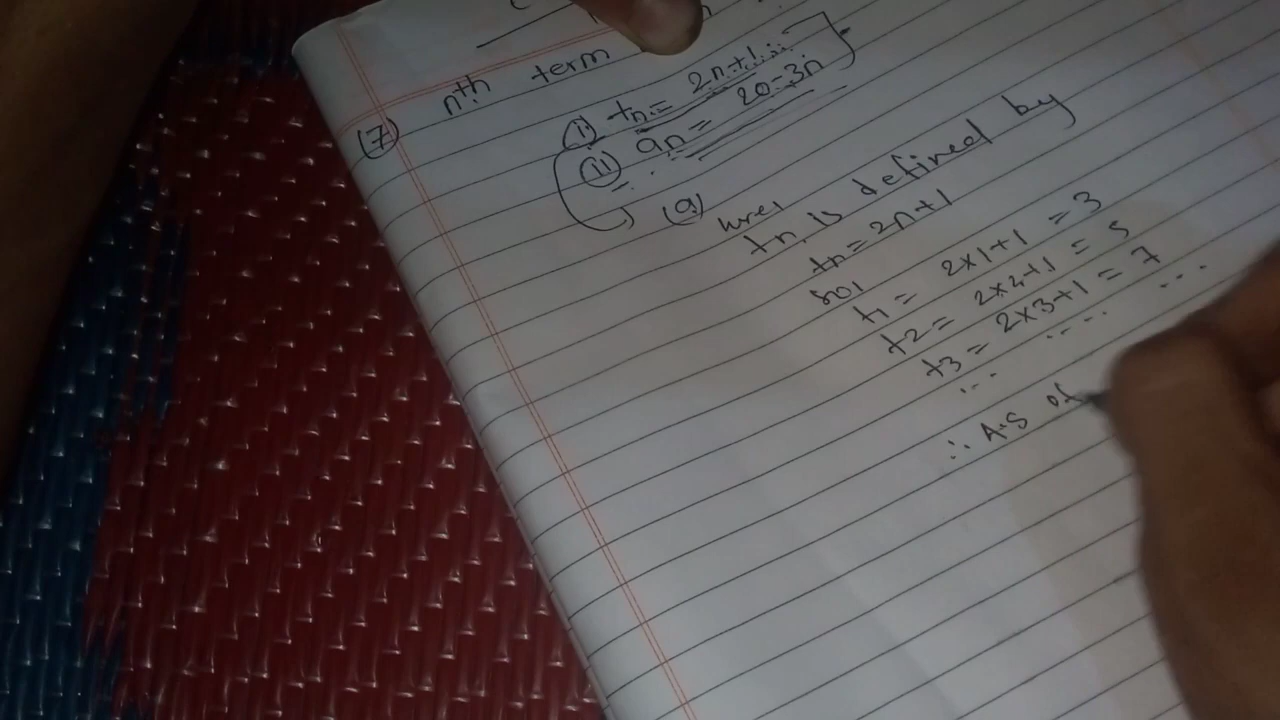 (7) nth term
(i) tn = 2n+1...
(ii) an = 20-3n
(a)
tn is defined by
tn = 2n+1
sol
t1 = 2×1+1 = 3
t2 = 2×2+1 = 5
t3 = 2×3+1 = 7
... .... ...
∴ A.S of